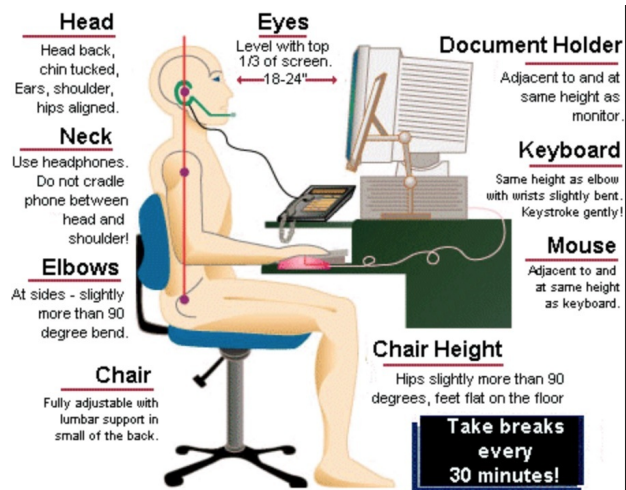 Head
Head back,
chin tucked,
Ears, shoulder,
hips aligned.
Neck
Use headphones.
Do not cradle
phone between
head and
shoulder!
Elbows
At sides - slightly
more than 90
degree bend.
Chair
Fully adjustable with
lumbar support in
small of the back.
Eyes
Level with top
1/3 of screen.
18-24"
Document Holder
Adjacent to and at
same height as
monitor.
Keyboard
Same height as elbow
with wrists slightly bent.
Keystroke gently!
Mouse
Adjacent to and
at same height
as keyboard.
Chair Height
Hips slightly more than 90
degrees, feet flat on the floor
Take breaks
every
30 minutes!